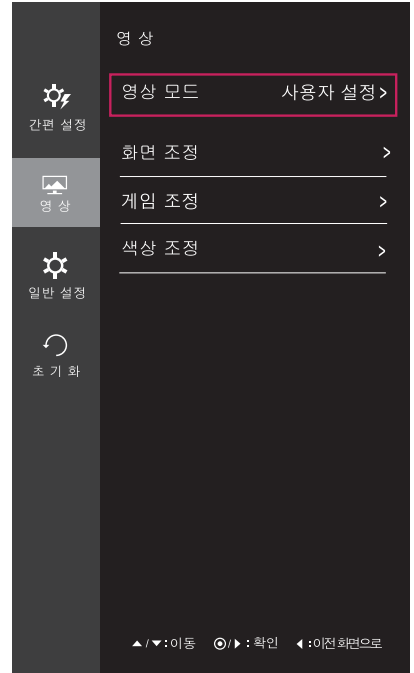 영 상
영상 모드 사용자 설정 >
간편 설정
화면 조정 >
영 상
게임 조정 >
색상 조정 >
일반 설정
초 기 화
▲/▼:이동 ⦿/▶:확인 ◀:이전 화면으로